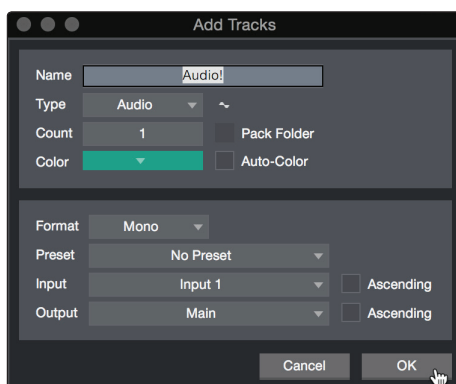 Add Tracks
Name Audio!
Type Audio
Count 1 Pack Folder
Color Auto-Color
Format Mono
Preset No Preset
Input Input 1 Ascending
Output Main Ascending
Cancel OK